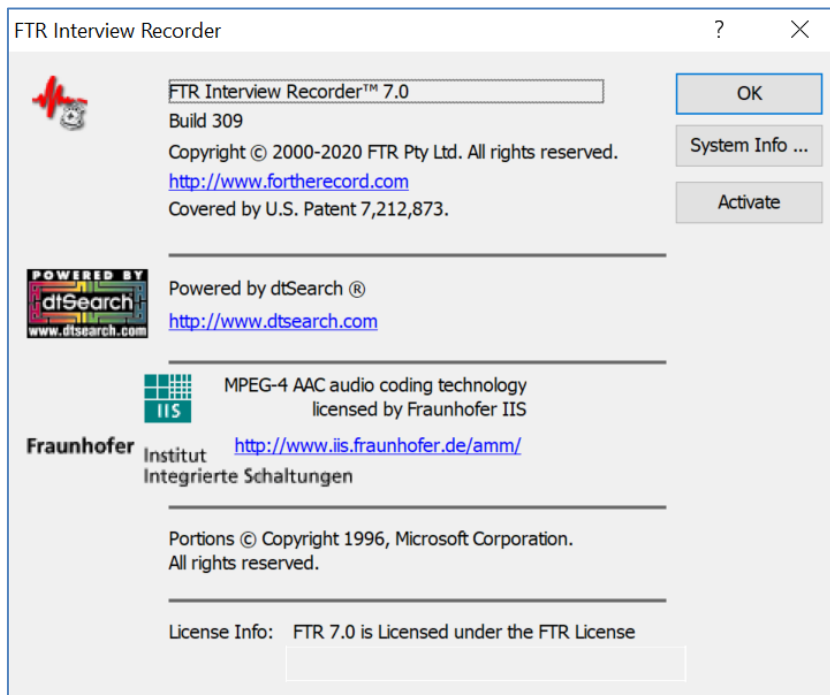 FTR Interview Recorder
?
FTR Interview Recorder™ 7.0
OK
Build 309
Copyright © 2000-2020 FTR Pty Ltd. All rights reserved.
System Info ...
http://www.fortherecord.com
Covered by U.S. Patent 7,212,873.
Activate
POWERED BY
dtSearch
www.dtsearch.com
Powered by dtSearch ®
http://www.dtsearch.com
IIS
MPEG-4 AAC audio coding technology
licensed by Fraunhofer IIS
Fraunhofer Institut
Integrierte Schaltungen
http://www.iis.fraunhofer.de/amm/
Portions © Copyright 1996, Microsoft Corporation.
All rights reserved.
License Info: FTR 7.0 is Licensed under the FTR License